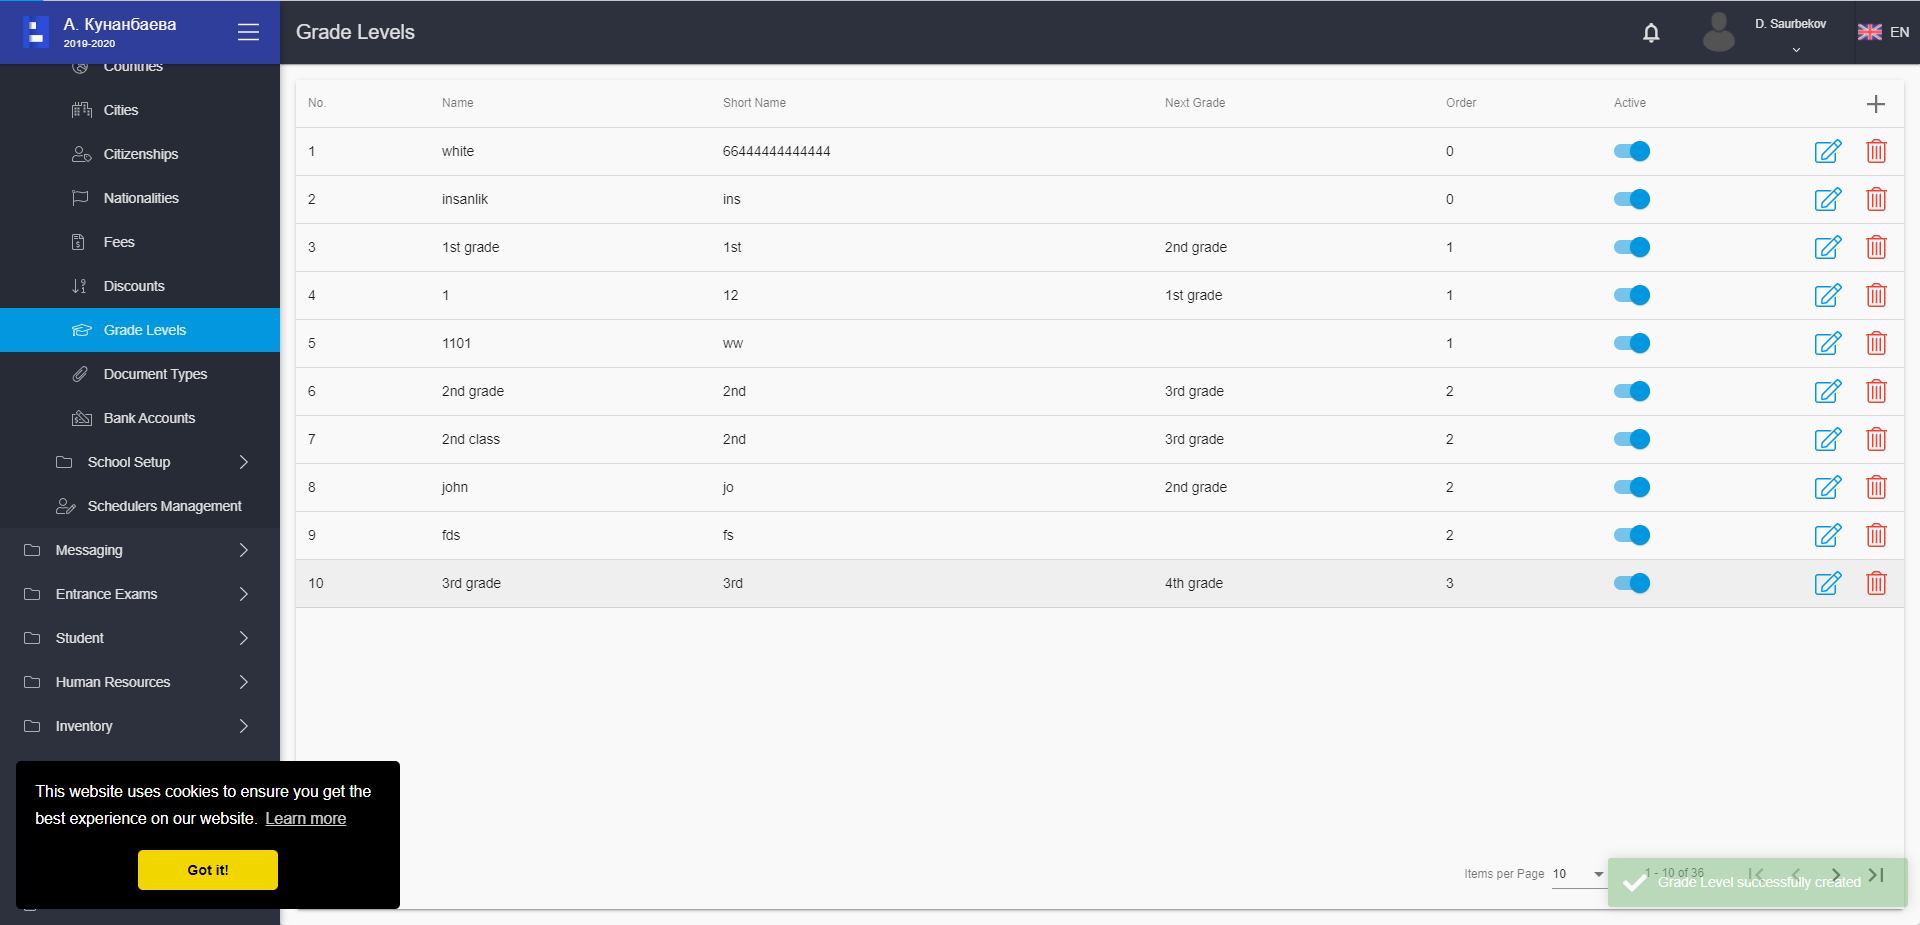 А. Кунанбаева
2019-2020
Grade Levels
D. Saurbekov
EN
Countries
Cities
Citizenships
Nationalities
Fees
Discounts
Grade Levels
Document Types
Bank Accounts
School Setup
Schedulers Management
Messaging
Entrance Exams
Student
Human Resources
Inventory
No. Name Short Name Next Grade Order Active
1 white 66444444444444 0
2 insanlik ins 0
3 1st grade 1st 2nd grade 1
4 1 12 1st grade 1
5 1101 ww 1
6 2nd grade 2nd 3rd grade 2
7 2nd class 2nd 3rd grade 2
8 john jo 2nd grade 2
9 fds fs 2
10 3rd grade 3rd 4th grade 3
This website uses cookies to ensure you get the
best experience on our website. Learn more
Got it!
Items per Page 10 1 - 10 of 36
Grade Level successfully created